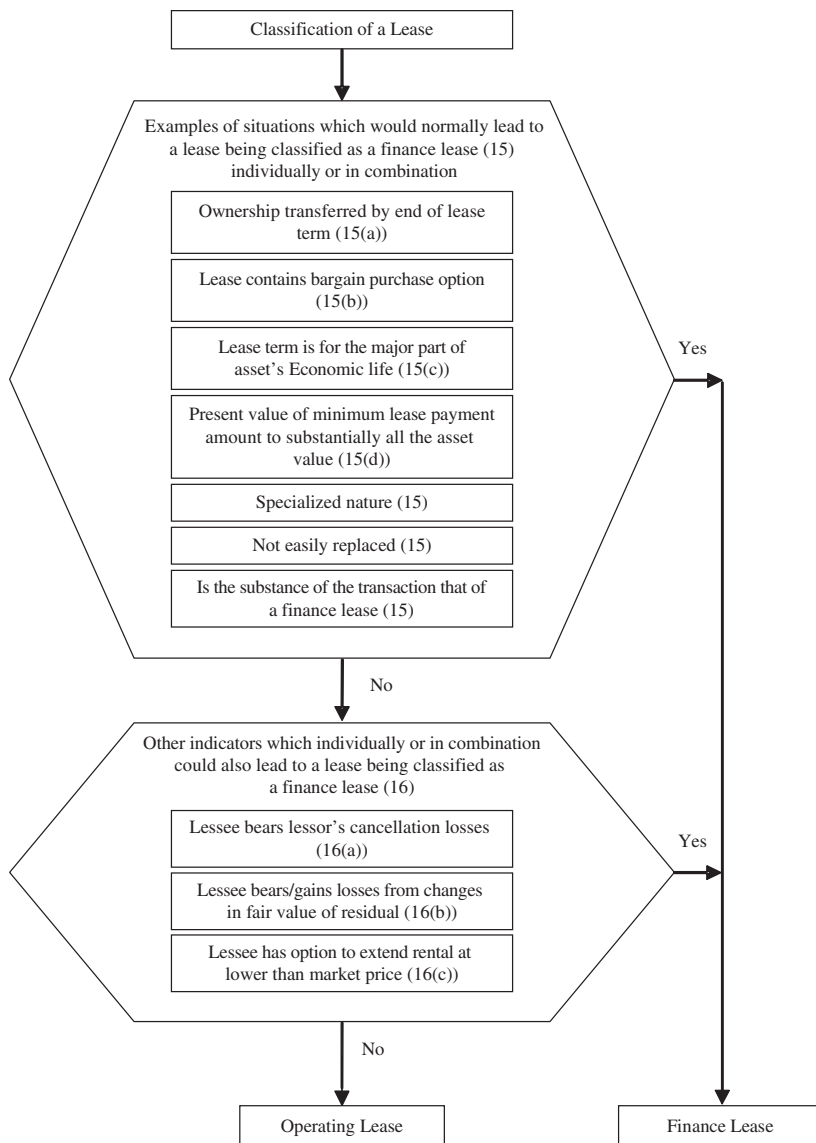 Classification of a Lease
Examples of situations which would normally lead to
a lease being classified as a finance lease (15)
individually or in combination
Ownership transferred by end of lease
term (15(a))
Lease contains bargain purchase option
(15(b))
Lease term is for the major part of
asset's Economic life (15(c))
Yes
Present value of minimum lease payment
amount to substantially all the asset
value (15(d))
Specialized nature (15)
Not easily replaced (15)
Is the substance of the transaction that of
a finance lease (15)
No
Other indicators which individually or in combination
could also lead to a lease being classified as
a finance lease (16)
Lessee bears lessor's cancellation losses
(16(a))
Yes
Lessee bears/gains losses from changes
in fair value of residual (16(b))
Lessee has option to extend rental at
lower than market price (16(c))
No
Operating Lease
Finance Lease